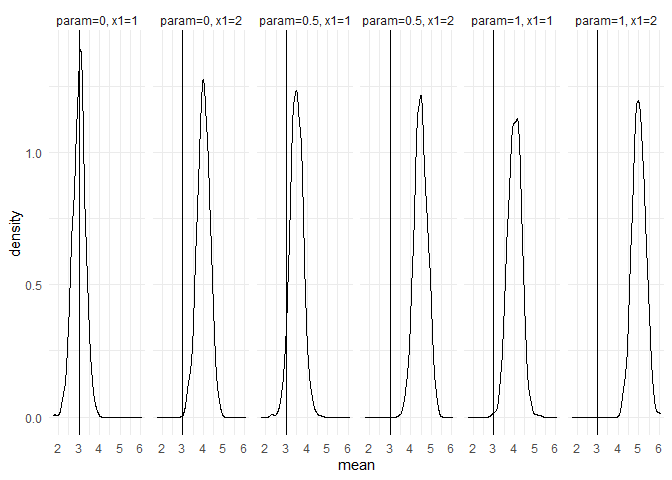 param=0, x1=1 param=0, x1=2 param=0.5, x1=1 param=0.5, x1=2 param=1, x1=1 param=1, x1=2
1.0
0.5
0.0
density
2 3 4 5 6 2 3 4 5 6 2 3 4 5 6 2 3 4 5 6 2 3 4 5 6 2 3 4 5 6
mean